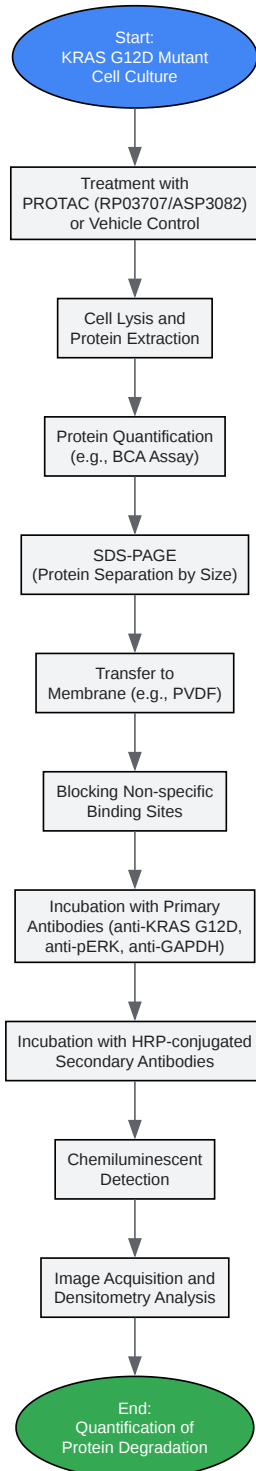 Start:
KRAS G12D Mutant
Cell Culture
Treatment with
PROTAC (RP03707/ASP3082)
or Vehicle Control
Cell Lysis and
Protein Extraction
Protein Quantification
(e.g., BCA Assay)
SDS-PAGE
(Protein Separation by Size)
Transfer to
Membrane (e.g., PVDF)
Blocking Non-specific
Binding Sites
Incubation with Primary
Antibodies (anti-KRAS G12D,
anti-pERK, anti-GAPDH)
Incubation with HRP-conjugated
Secondary Antibodies
Chemiluminescent
Detection
Image Acquisition and
Densitometry Analysis
End:
Quantification of
Protein Degradation